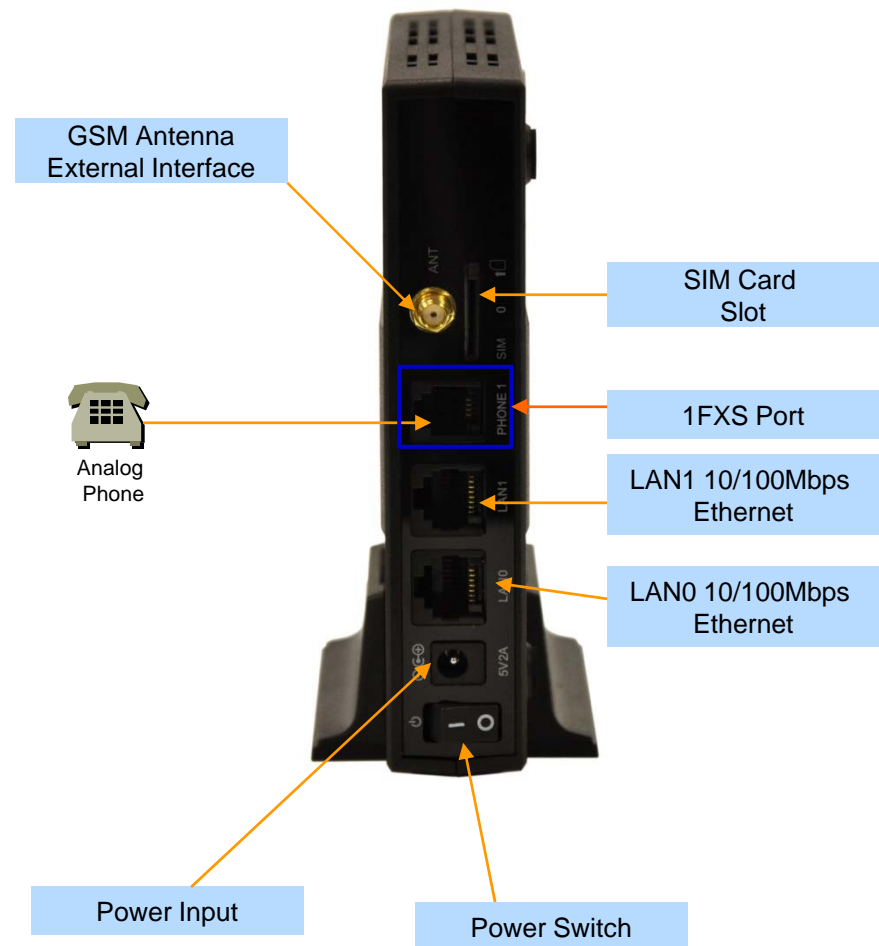 GSM Antenna
External Interface
ANT
SIM Card
Slot
0
SIM
PHONE 1
1FXS Port
Analog
Phone
LAN1
LAN1 10/100Mbps
Ethernet
LAN0
LAN0 10/100Mbps
Ethernet
5V2A
Power Input
Power Switch